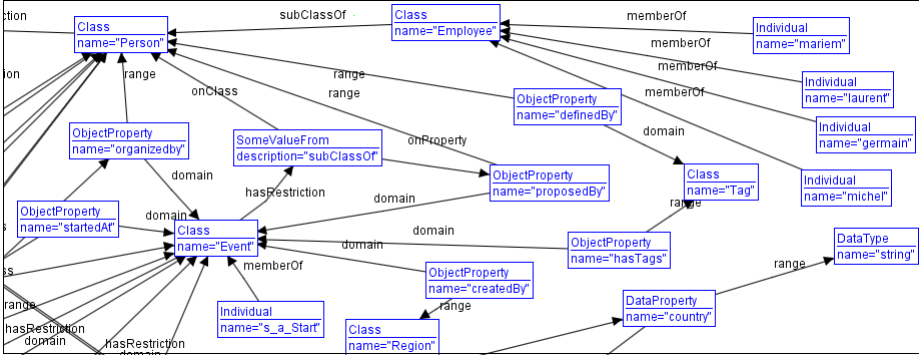 ction
subClassOf
Class
name="Employee"
memberOf
Class
name="Person"
Individual
name="mariem"
memberOf
range
range
memberOf
Individual
name="laurent"
ction
onClass
range
memberOf
ObjectProperty
name="definedBy"
Individual
name="germain"
ObjectProperty
name="organizedby"
SomeValueFrom
description="subClassOf"
onProperty
domain
domain
hasRestriction
ObjectProperty
name="proposedBy"
Class
name="Tag"
Individual
name="michel"
ObjectProperty
name="startedAt"
domain
range
Class
name="Event"
domain
domain
ObjectProperty
name="hasTags"
DataType
name="string"
ss
memberOf
ObjectProperty
name="createdBy"
range
range
Individual
name="s_a_Start"
range
DataProperty
name="country"
hasRestriction
domain
hasRestriction
domain
Class
name="Region"